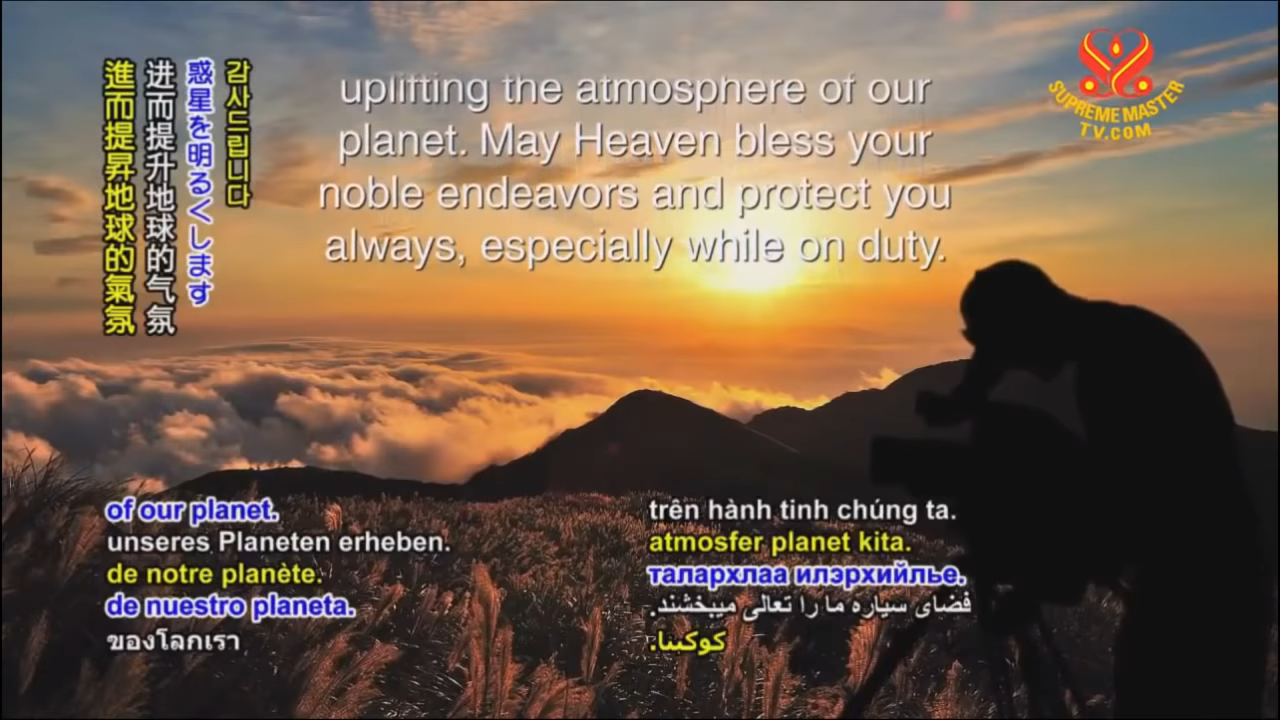 uplifting the atmosphere of our
planet. May Heaven bless your
noble endeavors and protect you
always, especially while on duty.
SUPREME MASTER
TV.COM
감사드립니다
惑星を明るくします
进而提升地球的气氛
進而提昇地球的氣氛
of our planet.
unseres Planeten erheben.
de notre planète.
de nuestro planeta.
ของโลกเรา
trên hành tinh chúng ta.
atmosfer planet kita.
талархлаа илэрхийлье.
فضای سیاره ما را تعالی میبخشند.
كوكبنا.